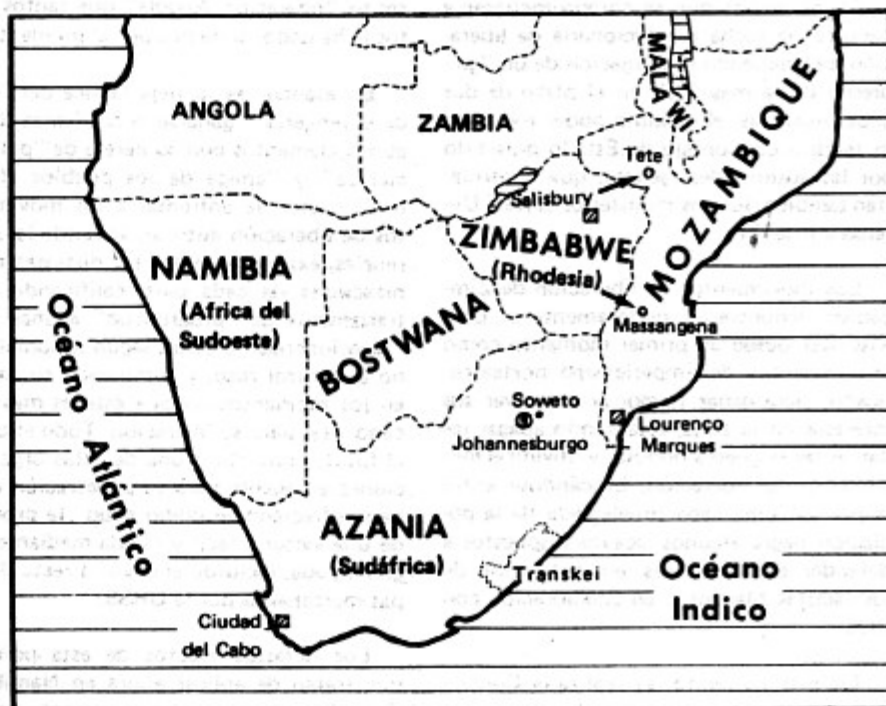 ANGOLA
ZAMBIA
MALAWI
MOZAMBIQUE
Tete
Salisbury
ZIMBABWE
(Rhodesia)
NAMIBIA
(Africa del
Sudoeste)
BOSTWANA
Massangena
Océano Atlántico
Soweto
Johannesburgo
Lourenço
Marques
AZANIA
(Sudáfrica)
Transkei
Océano
Indico
Ciudad
del Cabo